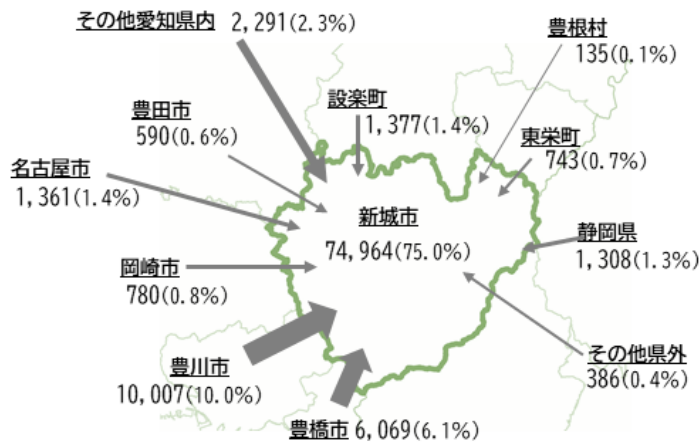 その他愛知県内 2,291(2.3%)
豊根村
135(0.1%)
設楽町
1,377(1.4%)
豊田市
590(0.6%)
東栄町
743(0.7%)
名古屋市
1,361(1.4%)
新城市
74,964(75.0%)
静岡県
1,308(1.3%)
岡崎市
780(0.8%)
その他県外
386(0.4%)
豊川市
10,007(10.0%)
豊橋市 6,069(6.1%)